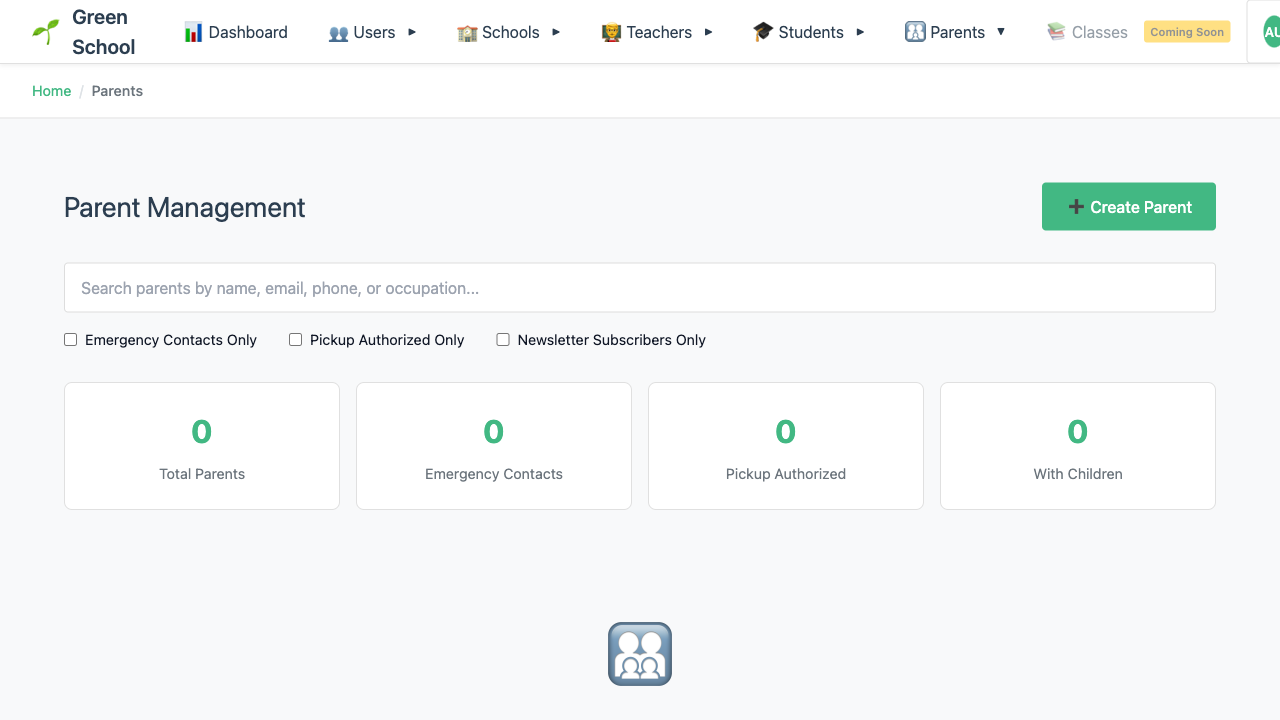 Green School
Dashboard
Users
Schools
Teachers
Students
Parents
Classes
Coming Soon
AU
Home / Parents
Parent Management
Create Parent
Search parents by name, email, phone, or occupation...
Emergency Contacts Only
Pickup Authorized Only
Newsletter Subscribers Only
0
Total Parents
0
Emergency Contacts
0
Pickup Authorized
0
With Children